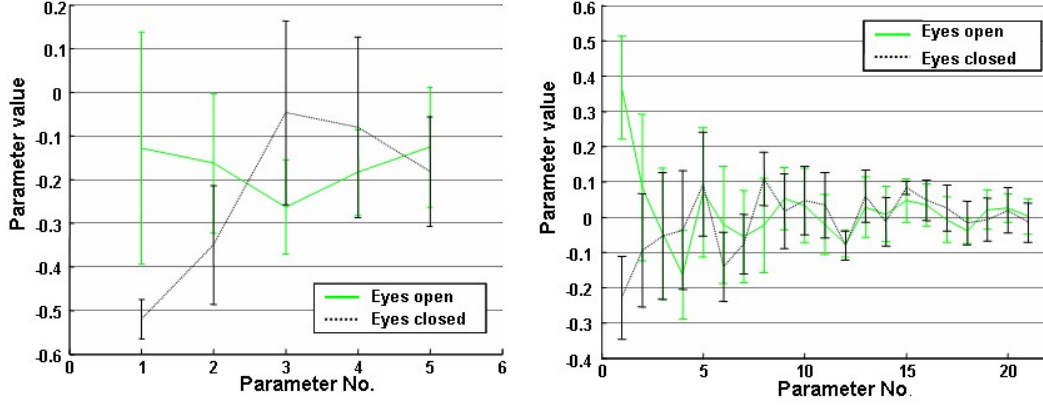 0.2
0.1
0
-0.1
-0.2
-0.3
-0.4
-0.5
-0.6
Parameter value
Eyes open
Eyes closed
0 1 2 3 4 5 6
Parameter No.
0.6
0.5
0.4
0.3
0.2
0.1
0
-0.1
-0.2
-0.3
-0.4
Parameter value
Eyes open
Eyes closed
0 5 10 15 20
Parameter No.